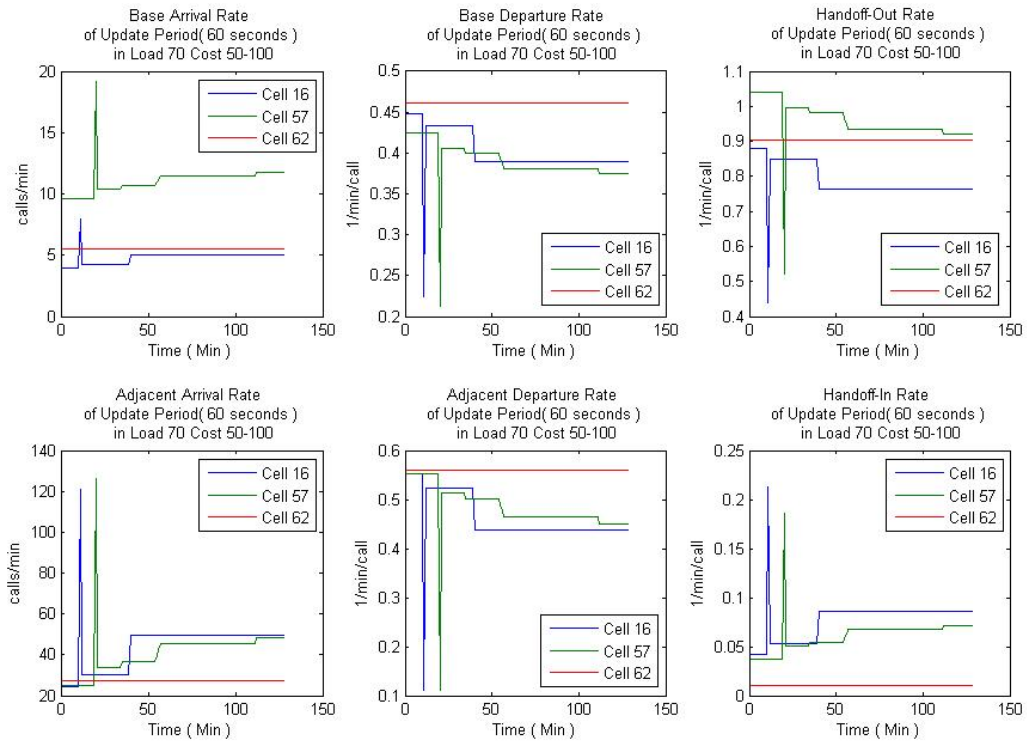 Base Arrival Rate
of Update Period( 60 seconds )
in Load 70 Cost 50-100
20
15
10
5
0
calls/min
Cell 16
Cell 57
Cell 62
0
50
100
150
Time ( Min )
Base Departure Rate
of Update Period( 60 seconds )
in Load 70 Cost 50-100
0.5
0.45
0.4
0.35
0.3
0.25
0.2
1/min/call
Cell 16
Cell 57
Cell 62
0
50
100
150
Time ( Min )
Handoff-Out Rate
of Update Period( 60 seconds )
in Load 70 Cost 50-100
1.1
1
0.9
0.8
0.7
0.6
0.5
0.4
1/min/call
Cell 16
Cell 57
Cell 62
0
50
100
150
Time ( Min )
Adjacent Arrival Rate
of Update Period( 60 seconds )
in Load 70 Cost 50-100
140
120
100
80
60
40
20
calls/min
Cell 16
Cell 57
Cell 62
0
50
100
150
Time ( Min )
Adjacent Departure Rate
of Update Period( 60 seconds )
in Load 70 Cost 50-100
0.6
0.5
0.4
0.3
0.2
0.1
1/min/call
Cell 16
Cell 57
Cell 62
0
50
100
150
Time ( Min )
Handoff-In Rate
of Update Period( 60 seconds )
in Load 70 Cost 50-100
0.25
0.2
0.15
0.1
0.05
0
1/min/call
Cell 16
Cell 57
Cell 62
0
50
100
150
Time ( Min )